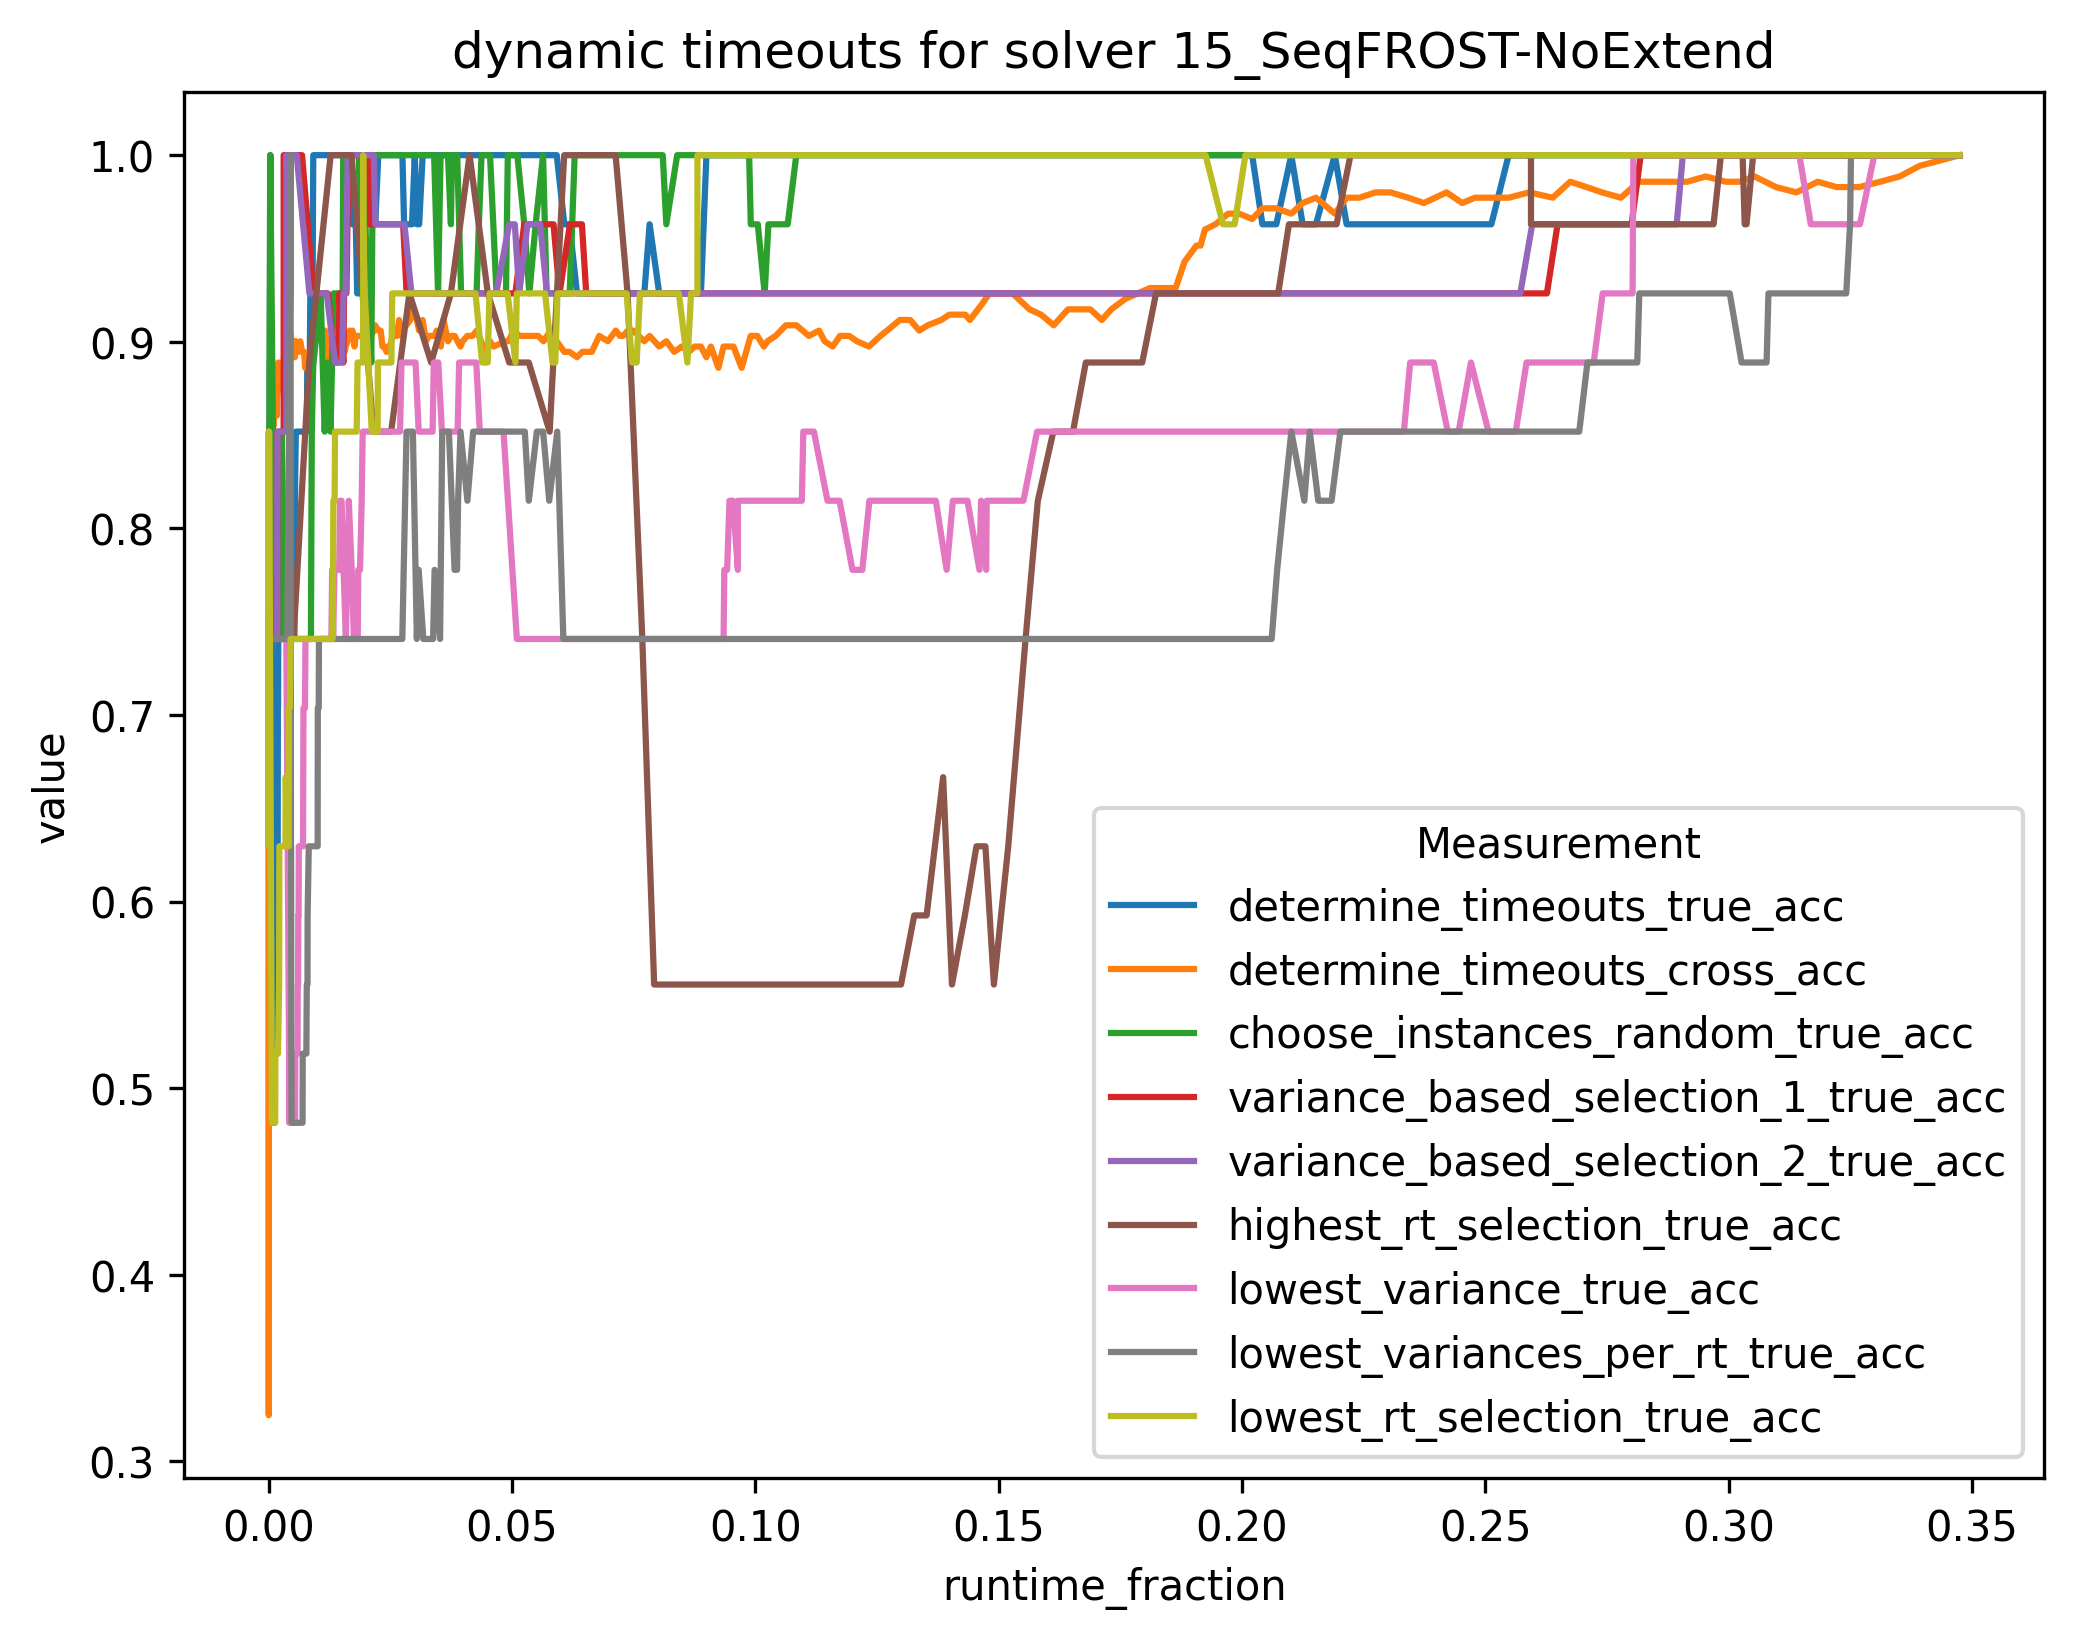 dynamic timeouts for solver 15_SeqFROST-NoExtend
1.0
0.9
0.8
0.7
0.6
0.5
0.4
0.3
value
Measurement
determine_timeouts_true_acc
determine_timeouts_cross_acc
choose_instances_random_true_acc
variance_based_selection_1_true_acc
variance_based_selection_2_true_acc
highest_rt_selection_true_acc
lowest_variance_true_acc
lowest_variances_per_rt_true_acc
lowest_rt_selection_true_acc
0.00 0.05 0.10 0.15 0.20 0.25 0.30 0.35
runtime_fraction